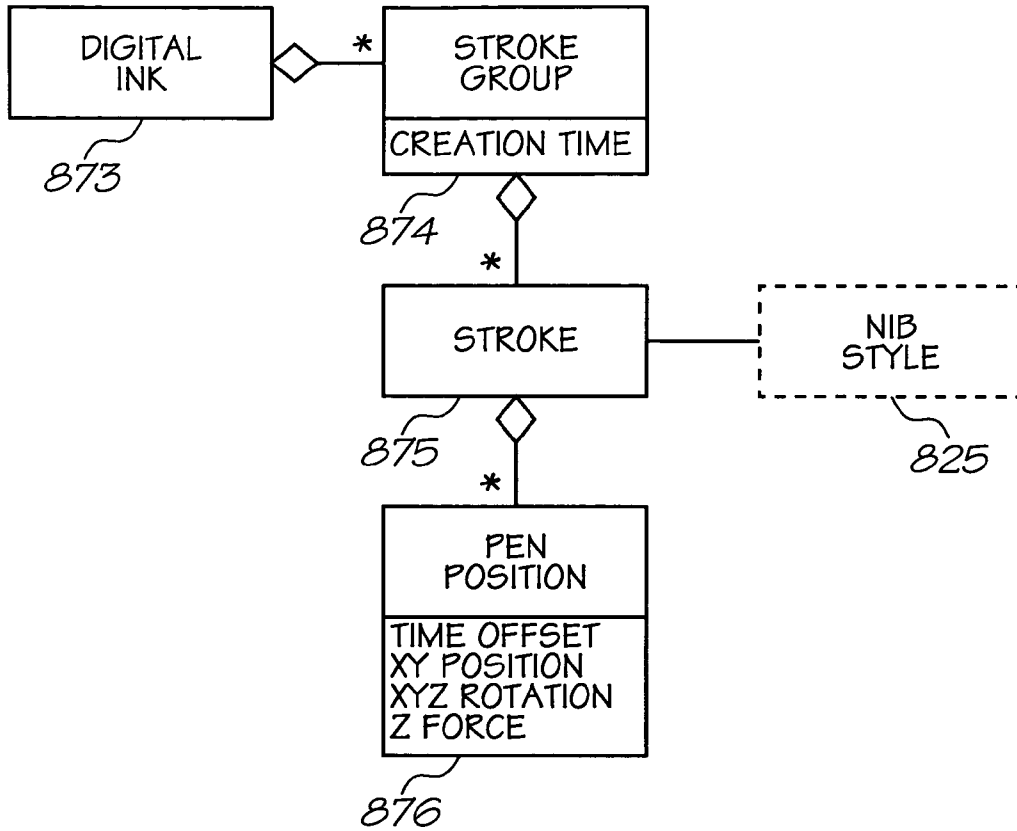 DIGITAL
INK
*
STROKE
GROUP
CREATION TIME
873
874
*
STROKE
NIB
STYLE
875
825
*
PEN
POSITION
TIME OFFSET
XY POSITION
XYZ ROTATION
Z FORCE
876